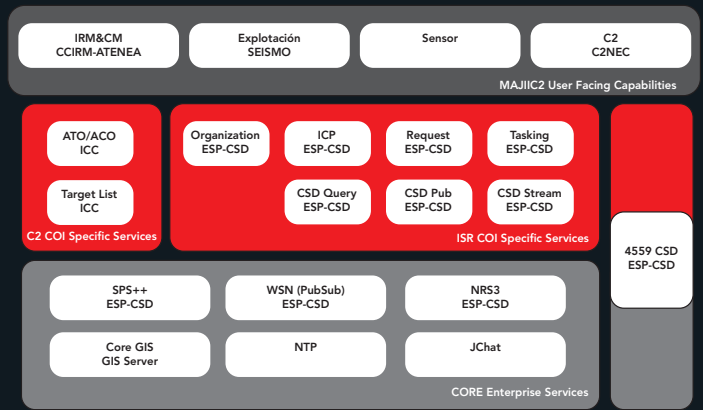 IRM&CM
CCIRM-ATENEA
Explotación
SEISMO
Sensor
C2
C2NEC
MAJIIC2 User Facing Capabilities
ATO/ACO
ICC
Target List
ICC
C2 COI Specific Services
Organization
ESP-CSD
ICP
ESP-CSD
Request
ESP-CSD
Tasking
ESP-CSD
CSD Query
ESP-CSD
CSD Pub
ESP-CSD
CSD Stream
ESP-CSD
ISR COI Specific Services
4559 CSD
ESP-CSD
SPS++
ESP-CSD
WSN (PubSub)
ESP-CSD
NRS3
ESP-CSD
Core GIS
GIS Server
NTP
JChat
CORE Enterprise Services